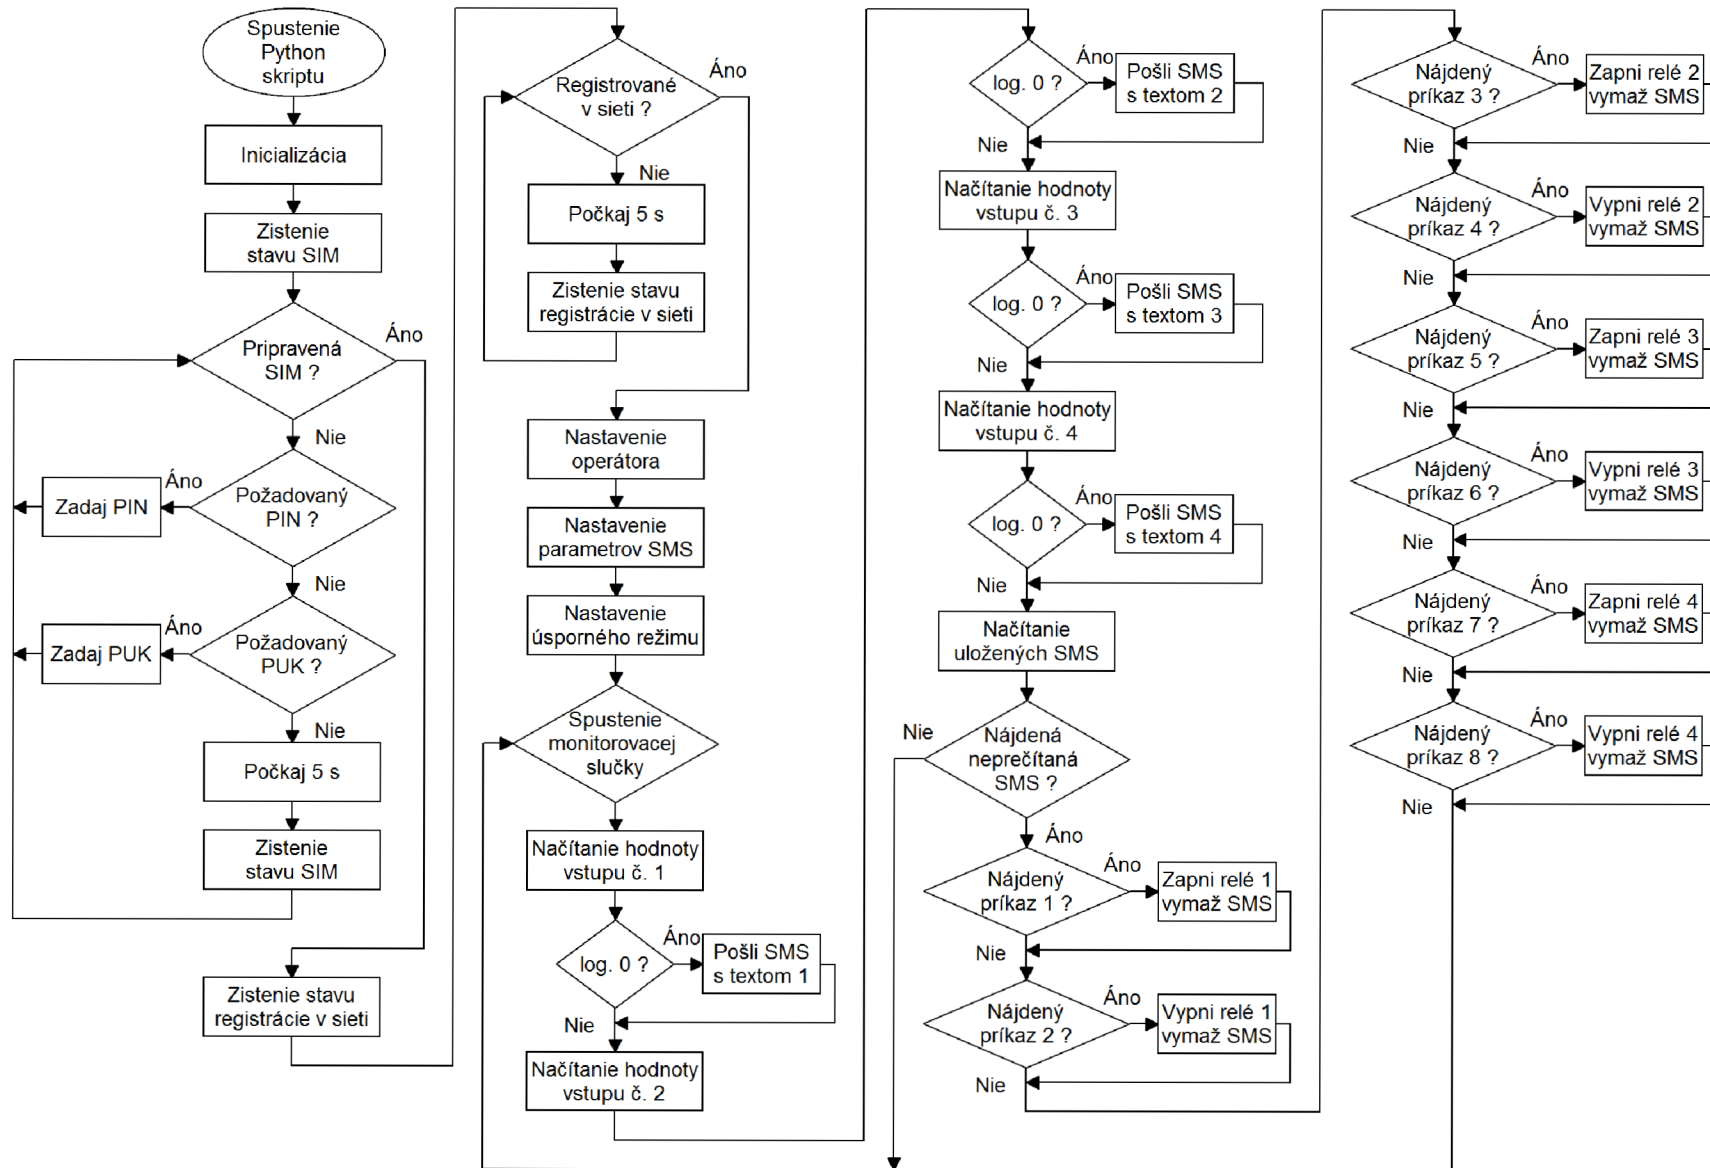 Spustenie
Python
skriptu
Inicializácia
Zistenie
stavu SIM
Pripravená
SIM ?
Áno
Nie
Požadovaný
PIN ?
Áno
Zadaj PIN
Nie
Požadovaný
PUK ?
Áno
Zadaj PUK
Nie
Počkaj 5 s
Zistenie
stavu SIM
Zistenie stavu
registrácie v sieti
Registrované
v sieti ?
Áno
Nie
Počkaj 5 s
Zistenie stavu
registrácie v sieti
Nastavenie
operátora
Nastavenie
parametrov SMS
Nastavenie
úsporného režimu
Spustenie
monitorovacej
slučky
Načítanie hodnoty
vstupu č. 1
log. 0 ?
Áno
Pošli SMS
s textom 1
Nie
Načítanie hodnoty
vstupu č. 2
log. 0 ?
Áno
Pošli SMS
s textom 2
Nie
Načítanie hodnoty
vstupu č. 3
log. 0 ?
Áno
Pošli SMS
s textom 3
Nie
Načítanie hodnoty
vstupu č. 4
log. 0 ?
Áno
Pošli SMS
s textom 4
Nie
Načítanie
uložených SMS
Nie
Nájdená
neprečítaná
SMS ?
Áno
Nájdený
príkaz 1 ?
Áno
Zapni relé 1
vymaž SMS
Nie
Nájdený
príkaz 2 ?
Áno
Vypni relé 1
vymaž SMS
Nie
Nájdený
príkaz 3 ?
Áno
Zapni relé 2
vymaž SMS
Nie
Nájdený
príkaz 4 ?
Áno
Vypni relé 2
vymaž SMS
Nie
Nájdený
príkaz 5 ?
Áno
Zapni relé 3
vymaž SMS
Nie
Nájdený
príkaz 6 ?
Áno
Vypni relé 3
vymaž SMS
Nie
Nájdený
príkaz 7 ?
Áno
Zapni relé 4
vymaž SMS
Nie
Nájdený
príkaz 8 ?
Áno
Vypni relé 4
vymaž SMS
Nie